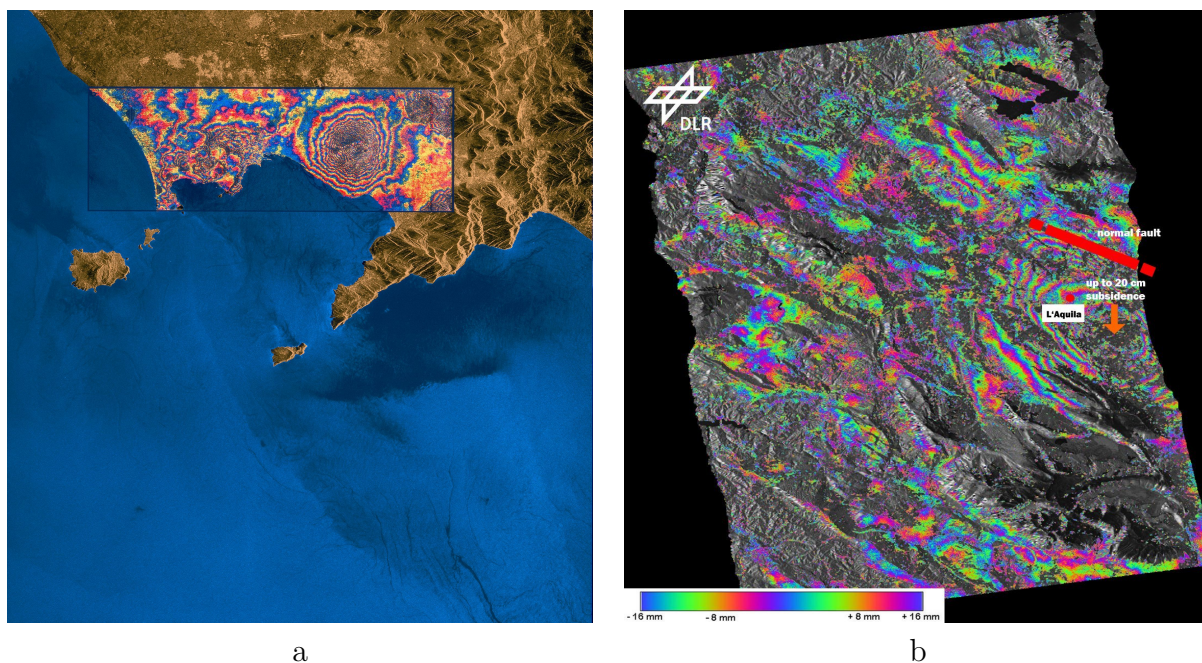 DLR
normal fault
up to 20 cm
subsidence
L'Aquila
- 16 mm
- 8 mm
+ 8 mm
+ 16 mm
a
b